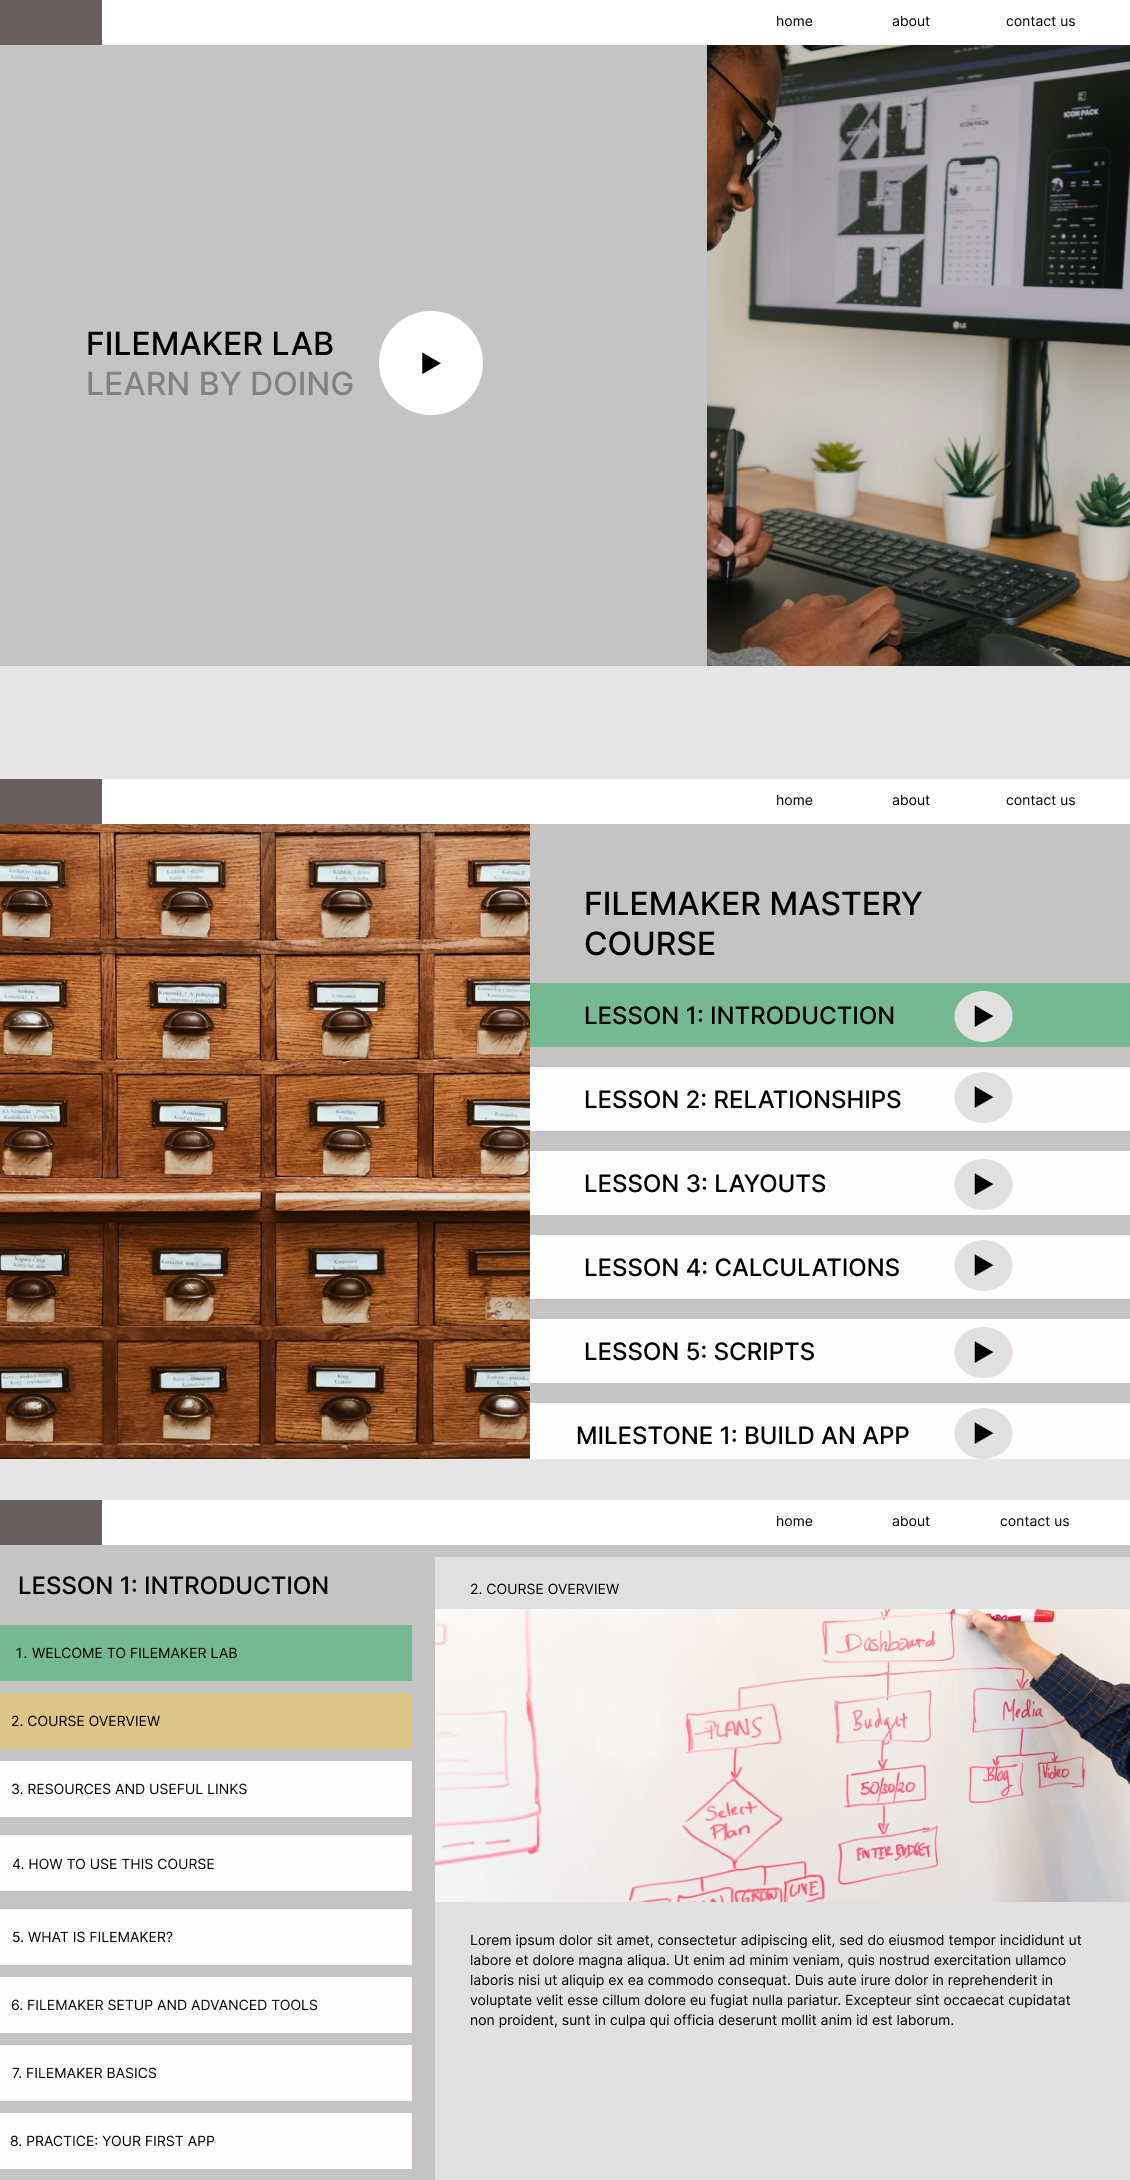 home about contact us
ICON PACK
ICON PACK
FILEMAKER LAB
LEARN BY DOING
LG
home about contact us
FILEMAKER MASTERY
COURSE
LESSON 1: INTRODUCTION
LESSON 2: RELATIONSHIPS
LESSON 3: LAYOUTS
LESSON 4: CALCULATIONS
LESSON 5: SCRIPTS
MILESTONE 1: BUILD AN APP
home about contact us
LESSON 1: INTRODUCTION
1. WELCOME TO FILEMAKER LAB
2. COURSE OVERVIEW
3. RESOURCES AND USEFUL LINKS
4. HOW TO USE THIS COURSE
5. WHAT IS FILEMAKER?
6. FILEMAKER SETUP AND ADVANCED TOOLS
7. FILEMAKER BASICS
8. PRACTICE: YOUR FIRST APP
2. COURSE OVERVIEW
Dashboard
PLANS
Budget
Media
Blog
Video
50/30/20
Select
Plan
ENTER BUDGET
GROW
LIVE
Lorem ipsum dolor sit amet, consectetur adipiscing elit, sed do eiusmod tempor incididunt ut
labore et dolore magna aliqua. Ut enim ad minim veniam, quis nostrud exercitation ullamco
laboris nisi ut aliquip ex ea commodo consequat. Duis aute irure dolor in reprehenderit in
voluptate velit esse cillum dolore eu fugiat nulla pariatur. Excepteur sint occaecat cupidatat
non proident, sunt in culpa qui officia deserunt mollit anim id est laborum.